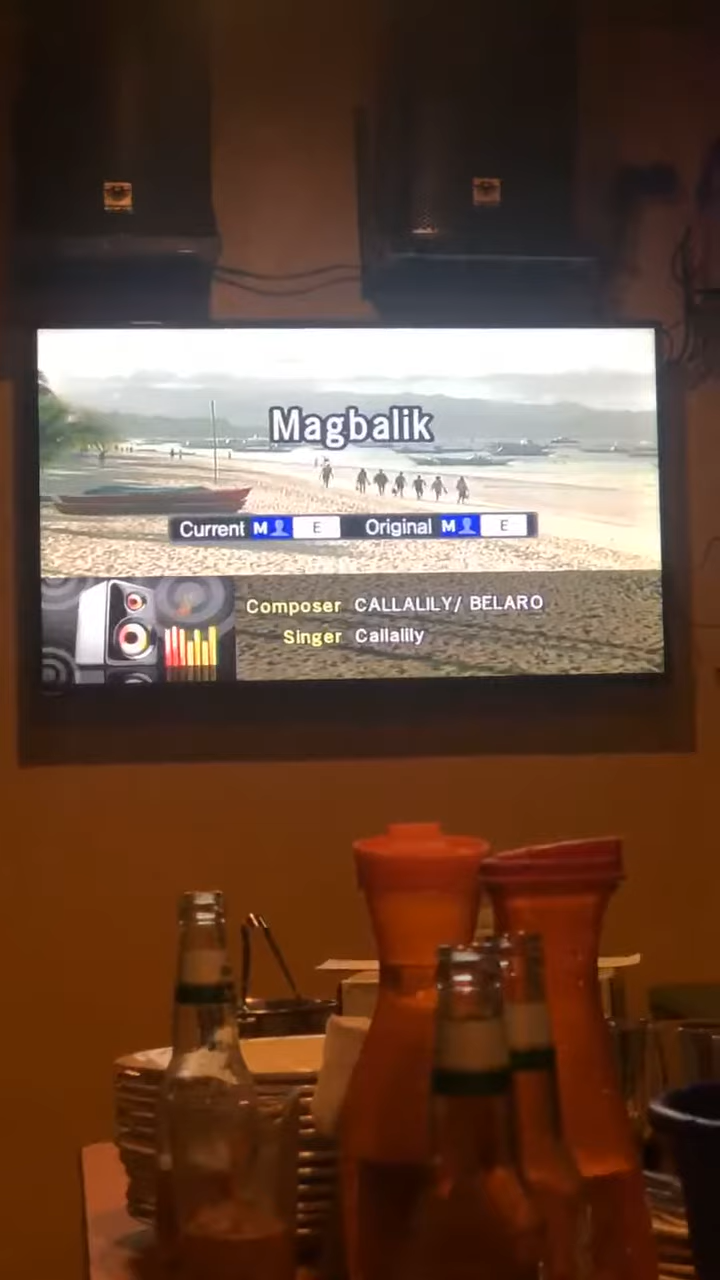 Magbalik
Current M E Original M E
Composer CALLALILY/ BELARO
Singer Callalily